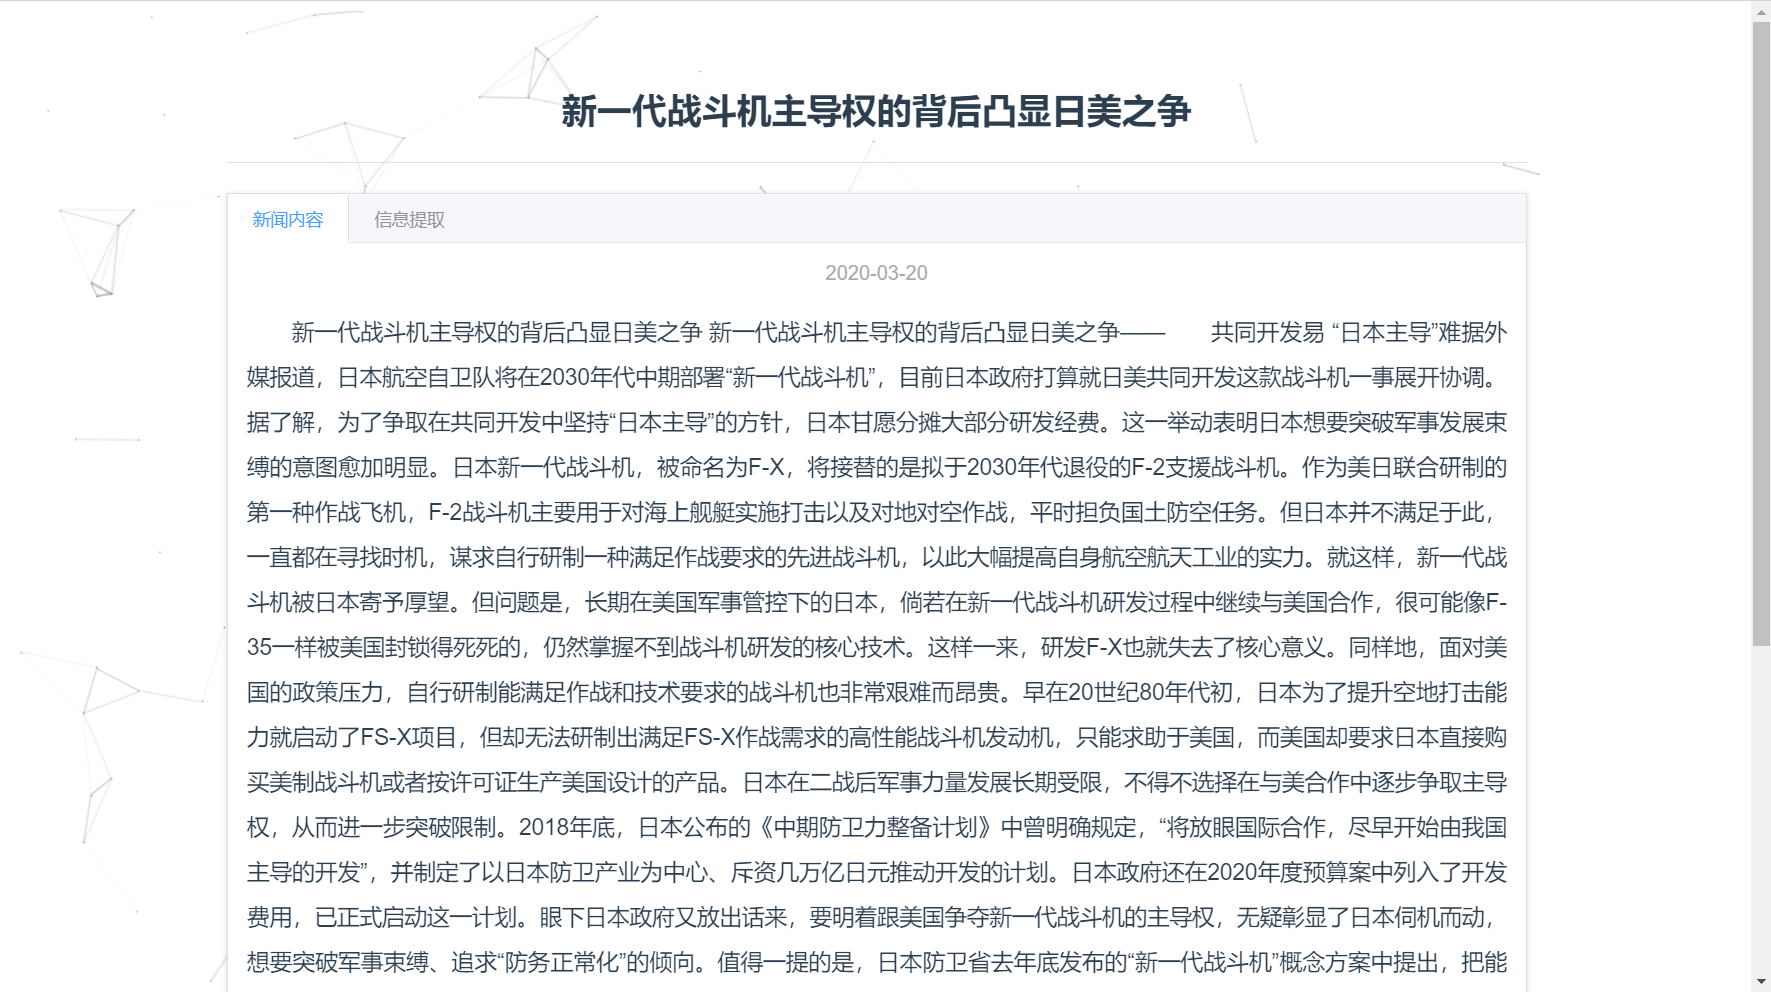 新一代战斗机主导权的背后凸显日美之争
新闻内容
信息提取
2020-03-20
新一代战斗机主导权的背后凸显日美之争 新一代战斗机主导权的背后凸显日美之争—— 共同开发易 “日本主导”难据外
媒报道，日本航空自卫队将在2030年代中期部署“新一代战斗机”，目前日本政府打算就日美共同开发这款战斗机一事展开协调。
据了解，为了争取在共同开发中坚持“日本主导”的方针，日本甘愿分摊大部分研发经费。这一举动表明日本想要突破军事发展束
缚的意图愈加明显。日本新一代战斗机，被命名为F-X，将接替的是拟于2030年代退役的F-2支援战斗机。作为美日联合研制的
第一种作战飞机，F-2战斗机主要用于对海上舰艇实施打击以及对地对空作战，平时担负国土防空任务。但日本并不满足于此，
一直都在寻找时机，谋求自行研制一种满足作战要求的先进战斗机，以此大幅提高自身航空航天工业的实力。就这样，新一代战
斗机被日本寄予厚望。但问题是，长期在美国军事管控下的日本，倘若在新一代战斗机研发过程中继续与美国合作，很可能像F-
35一样被美国封锁得死死的，仍然掌握不到战斗机研发的核心技术。这样一来，研发F-X也就失去了核心意义。同样地，面对美
国的政策压力，自行研制能满足作战和技术要求的战斗机也非常艰难而昂贵。早在20世纪80年代初，日本为了提升空地打击能
力就启动了FS-X项目，但却无法研制出满足FS-X作战需求的高性能战斗机发动机，只能求助于美国，而美国却要求日本直接购
买美制战斗机或者按许可证生产美国设计的产品。日本在二战后军事力量发展长期受限，不得不选择在与美合作中逐步争取主导
权，从而进一步突破限制。2018年底，日本公布的《中期防卫力整备计划》中曾明确规定，“将放眼国际合作，尽早开始由我国
主导的开发”，并制定了以日本防卫产业为中心、斥资几万亿日元推动开发的计划。日本政府还在2020年度预算案中列入了开发
费用，已正式启动这一计划。眼下日本政府又放出话来，要明着跟美国争夺新一代战斗机的主导权，无疑彰显了日本伺机而动，
想要突破军事束缚、追求“防务正常化”的倾向。值得一提的是，日本防卫省去年底发布的“新一代战斗机”概念方案中提出，把能